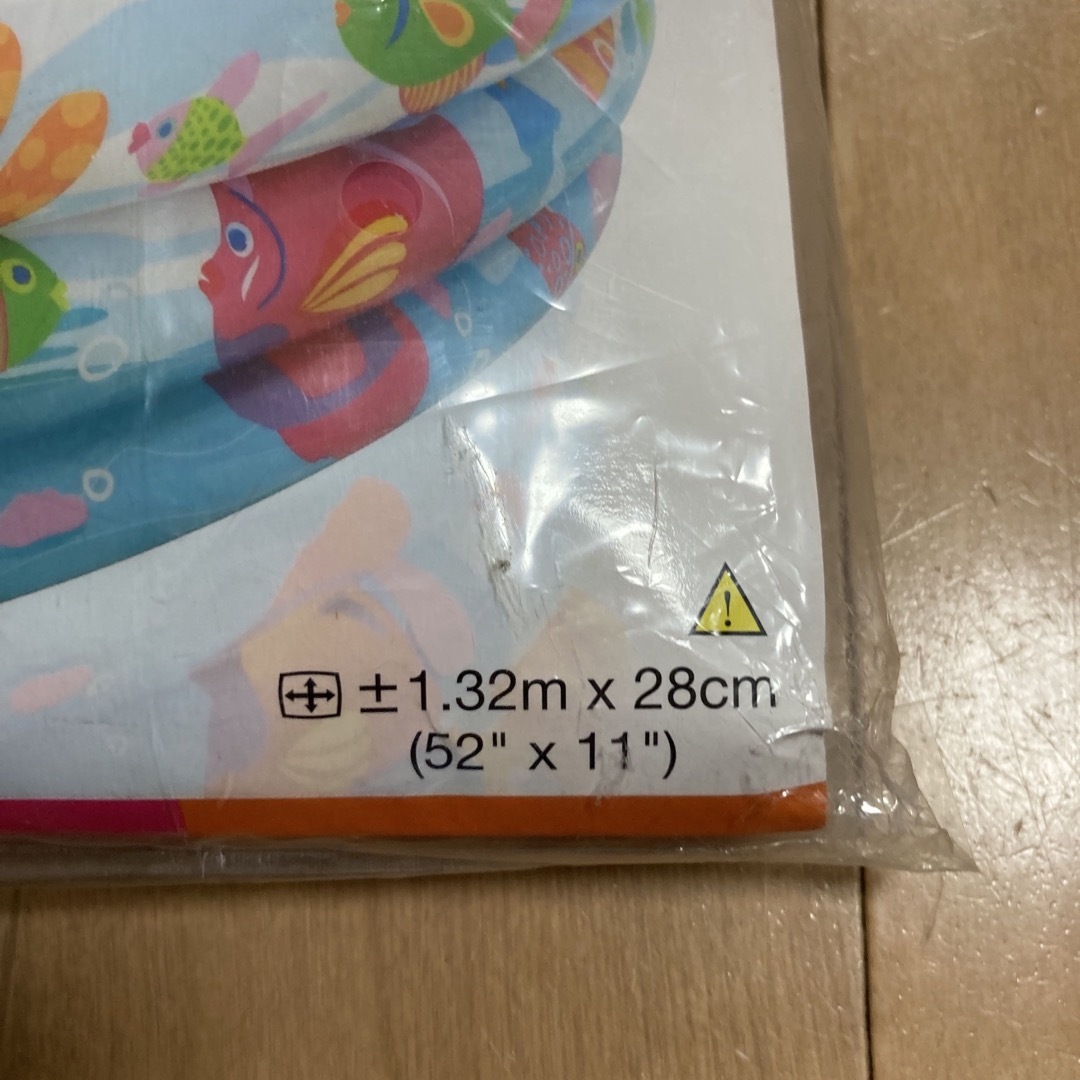 ±1.32m x 28cm
(52" x 11")